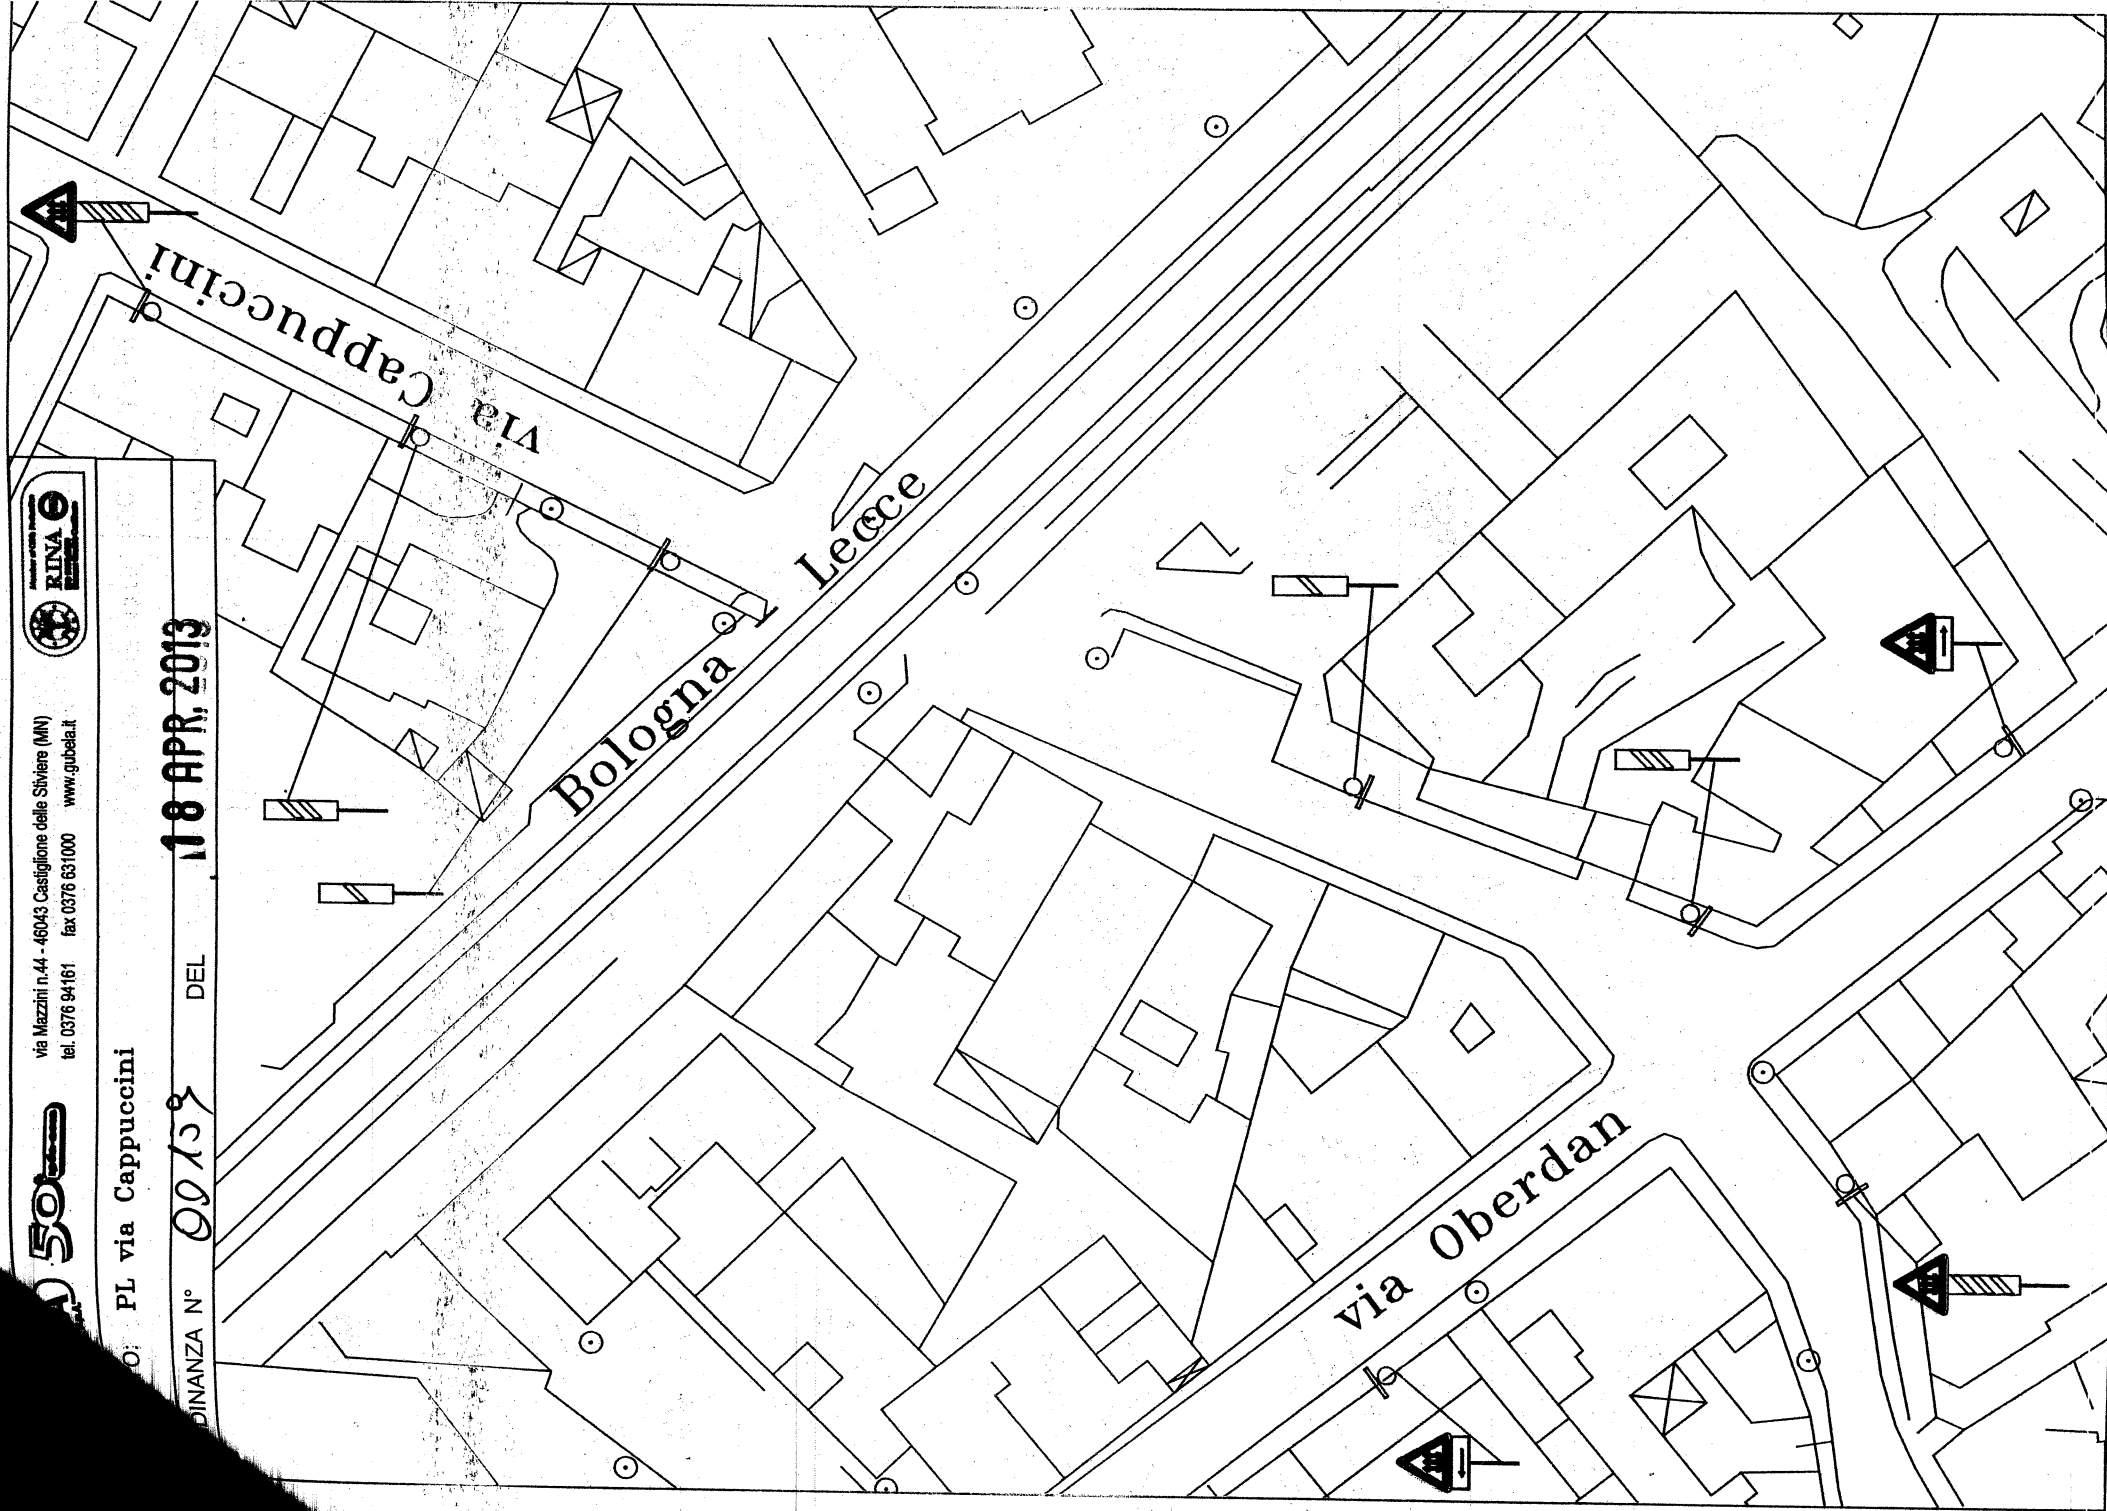 via Cappuccini
Bologna Lecce
via Oberdan
RINA
50°
via Mazzini n.44 - 46043 Castiglione delle Stiviere (MN)
tel. 0376 94161 fax 0376 631000 www.gubela.it
O: PL via Cappuccini
DINANZA N° DEL 18 APR. 2013